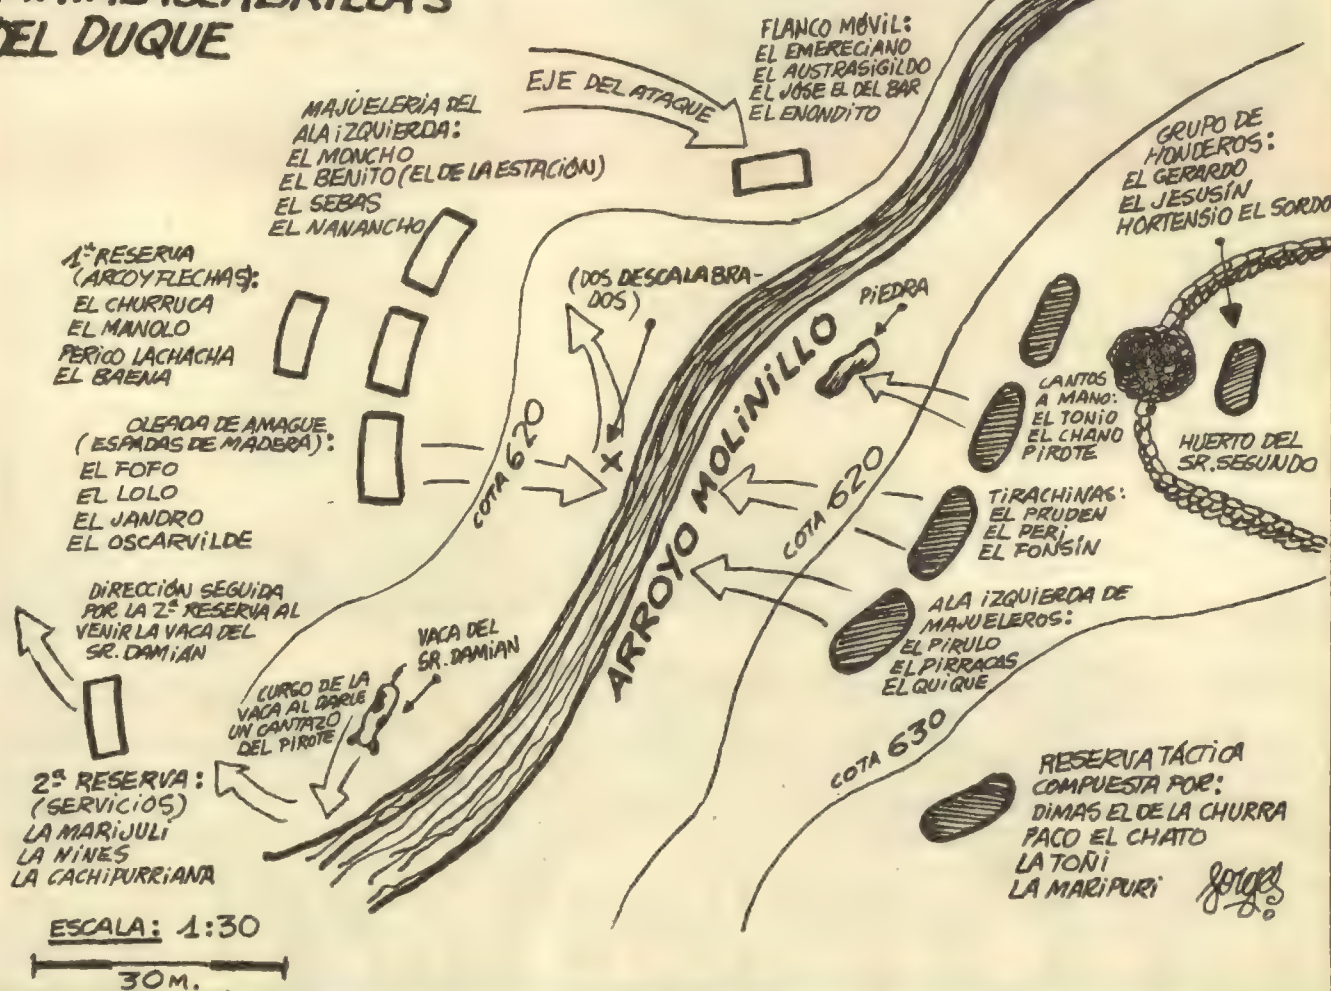 DEL DUQUE
FLANCO MÓVIL:
EL EMERECIANO
EL AUSTRASIGILDO
EL JOSE EL DEL BAR
EL ENONDITO
EJE DEL ATAQUE
MAJUELERIA DEL
ALA IZQUIERDA:
EL MONCHO
EL BENITO (EL DE LA ESTACIÓN)
EL SEBAS
EL NANANCHO
GRUPO DE
HONDEROS:
EL GERARDO
EL JESUSÍN
HORTENSIO EL SORDO
1ª RESERVA
(ARCO Y FLECHAS):
EL CHURRUCA
EL MANOLO
PERICO LACHACHA
EL BAENA
(DOS DESCALABRA-
DOS)
PIEDRA
CANTOS
A MANO:
EL TONIO
EL CHANO
PIROTE
HUERTO DEL
SR. SEGUNDO
OLEADA DE AMAGUE
(ESPADAS DE MADERA):
EL FOFO
EL LOLO
EL JANDRO
EL OSCARVILDE
COTA 620
ARROYO MOLINILLO
COTA 620
TIRACHINAS:
EL PRUDEN
EL PERI
EL FONSÍN
DIRECCIÓN SEGUIDA
POR LA 2ª RESERVA AL
VENIR LA VACA DEL
SR. DAMIAN
VACA DEL
SR. DAMIAN
CURSO DE LA
VACA AL DARLE
UN CANTAZO
DEL PIROTE
ALA IZQUIERDA DE
MAJUELEROS:
EL PIRULO
EL PIRRACAS
EL QUIQUE
COTA 630
2ª RESERVA:
(SERVICIOS)
LA MARIJULI
LA NINES
LA CACHIPURRIANA
RESERVA TÁCTICA
COMPUESTA POR:
DIMAS EL DE LA CHURRA
PACO EL CHATO
LA TOÑI
LA MARIPURI
forges
ESCALA: 1:30
30 M.